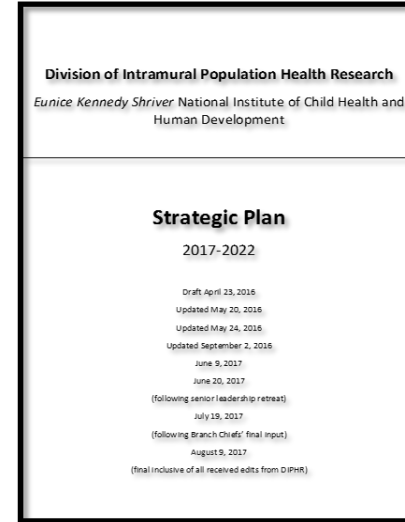 Division of Intramural Population Health Research
Eunice Kennedy Shriver National Institute of Child Health and
Human Development
Strategic Plan
2017-2022
Draft April 23, 2016
Updated May 20, 2016
Updated May 24, 2016
Updated September 2, 2016
June 9, 2017
June 20, 2017
(following senior leadership retreat)
July 19, 2017
(following Branch Chiefs' final input)
August 9, 2017
(final inclusive of all received edits from DIPHR)